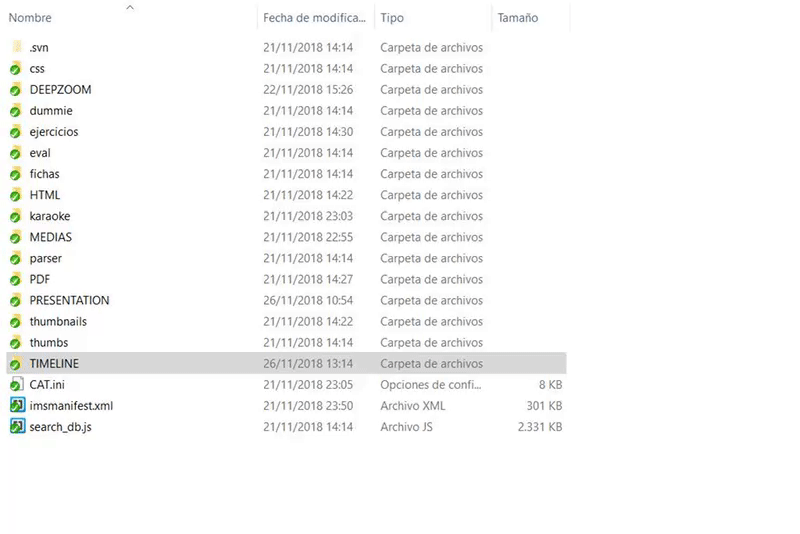 Nombre Fecha de modifica... Tipo Tamaño
.svn 21/11/2018 14:14 Carpeta de archivos
css 21/11/2018 14:14 Carpeta de archivos
DEEPZOOM 22/11/2018 15:26 Carpeta de archivos
dummie 21/11/2018 14:14 Carpeta de archivos
ejercicios 21/11/2018 14:30 Carpeta de archivos
eval 21/11/2018 14:14 Carpeta de archivos
fichas 21/11/2018 14:14 Carpeta de archivos
HTML 21/11/2018 14:22 Carpeta de archivos
karaoke 21/11/2018 23:03 Carpeta de archivos
MEDIAS 21/11/2018 22:55 Carpeta de archivos
parser 21/11/2018 14:14 Carpeta de archivos
PDF 21/11/2018 14:27 Carpeta de archivos
PRESENTATION 26/11/2018 10:54 Carpeta de archivos
thumbnails 21/11/2018 14:22 Carpeta de archivos
thumbs 21/11/2018 14:14 Carpeta de archivos
TIMELINE 26/11/2018 13:14 Carpeta de archivos
CAT.ini 21/11/2018 23:05 Opciones de confi... 8 KB
imsmanifest.xml 21/11/2018 23:50 Archivo XML 301 KB
search_db.js 21/11/2018 14:14 Archivo JS 2.331 KB